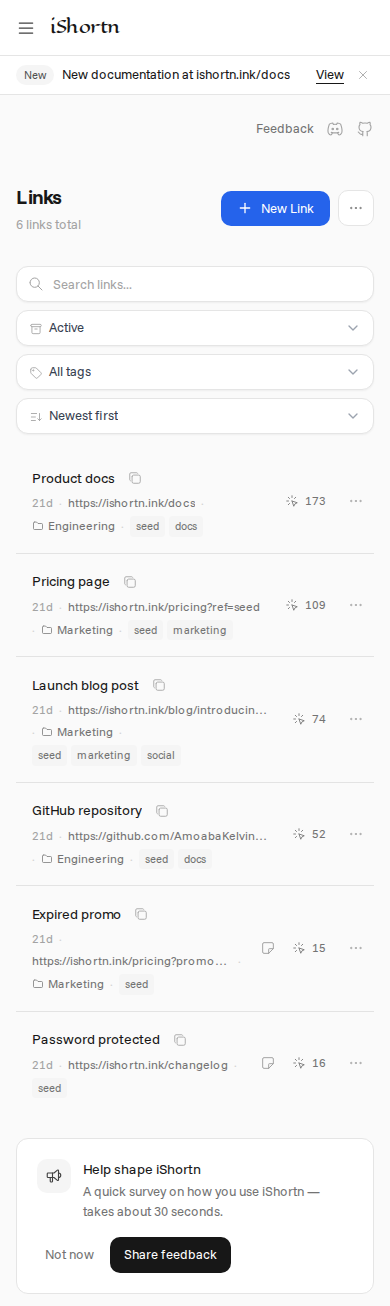 iShortn
New New documentation at ishortn.ink/docs View
Feedback
Links
6 links total
New Link
Search links...
Active
All tags
Newest first
Product docs
21d · https://ishortn.ink/docs ·
173
Engineering · seed docs
Pricing page
21d · https://ishortn.ink/pricing?ref=seed
109
· Marketing · seed marketing
Launch blog post
21d · https://ishortn.ink/blog/introducin...
74
· Marketing ·
seed marketing social
GitHub repository
21d · https://github.com/AmoabaKelvin...
52
· Engineering · seed docs
Expired promo
21d ·
15
https://ishortn.ink/pricing?promo... ·
Marketing · seed
Password protected
21d · https://ishortn.ink/changelog ·
16
seed
Help shape iShortn
A quick survey on how you use iShortn —
takes about 30 seconds.
Not now Share feedback